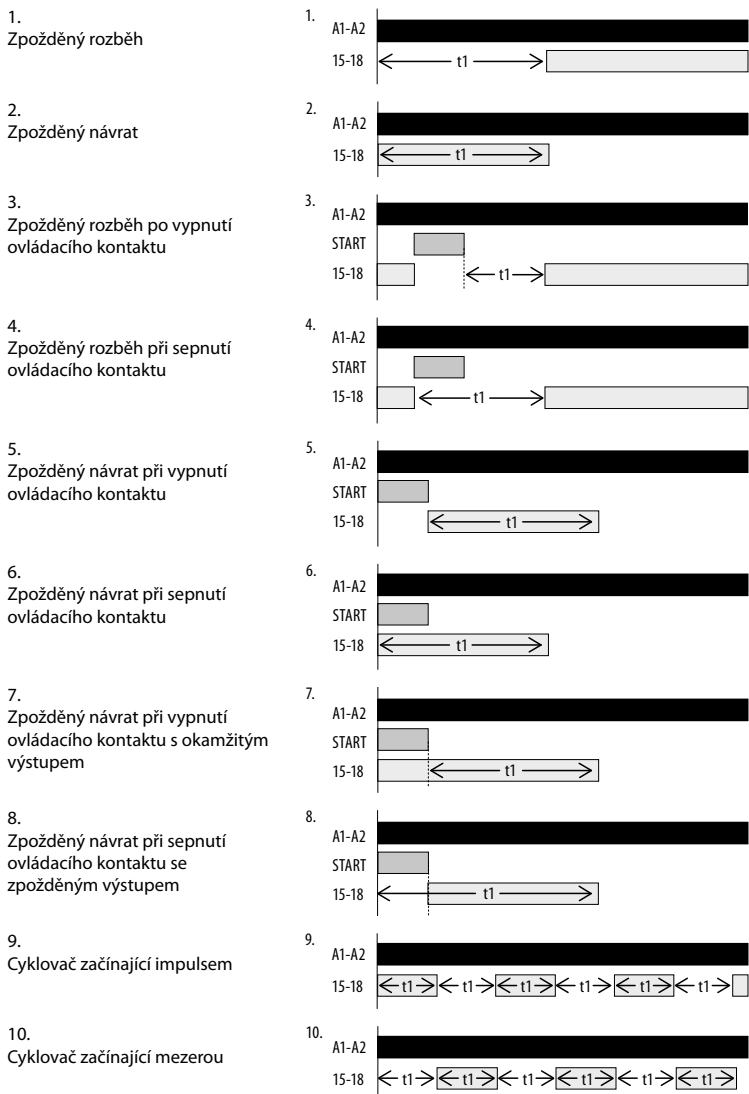 1.
Zpožděný rozběh
1.
A1-A2
15-18
t1
2.
Zpožděný návrat
2.
A1-A2
15-18
t1
3.
Zpožděný rozběh po vypnutí
ovládacího kontaktu
3.
A1-A2
START
15-18
t1
4.
Zpožděný rozběh při sepnutí
ovládacího kontaktu
4.
A1-A2
START
15-18
t1
5.
Zpožděný návrat při vypnutí
ovládacího kontaktu
5.
A1-A2
START
15-18
t1
6.
Zpožděný návrat při sepnutí
ovládacího kontaktu
6.
A1-A2
START
15-18
t1
7.
Zpožděný návrat při vypnutí
ovládacího kontaktu s okamžitým
výstupem
7.
A1-A2
START
15-18
t1
8.
Zpožděný návrat při sepnutí
ovládacího kontaktu se
zpožděným výstupem
8.
A1-A2
START
15-18
t1
9.
Cyklovač začínající impulsem
9.
A1-A2
15-18 t1 t1 t1 t1 t1 t1
10.
Cyklovač začínající mezerou
10.
A1-A2
15-18 t1 t1 t1 t1 t1 t1